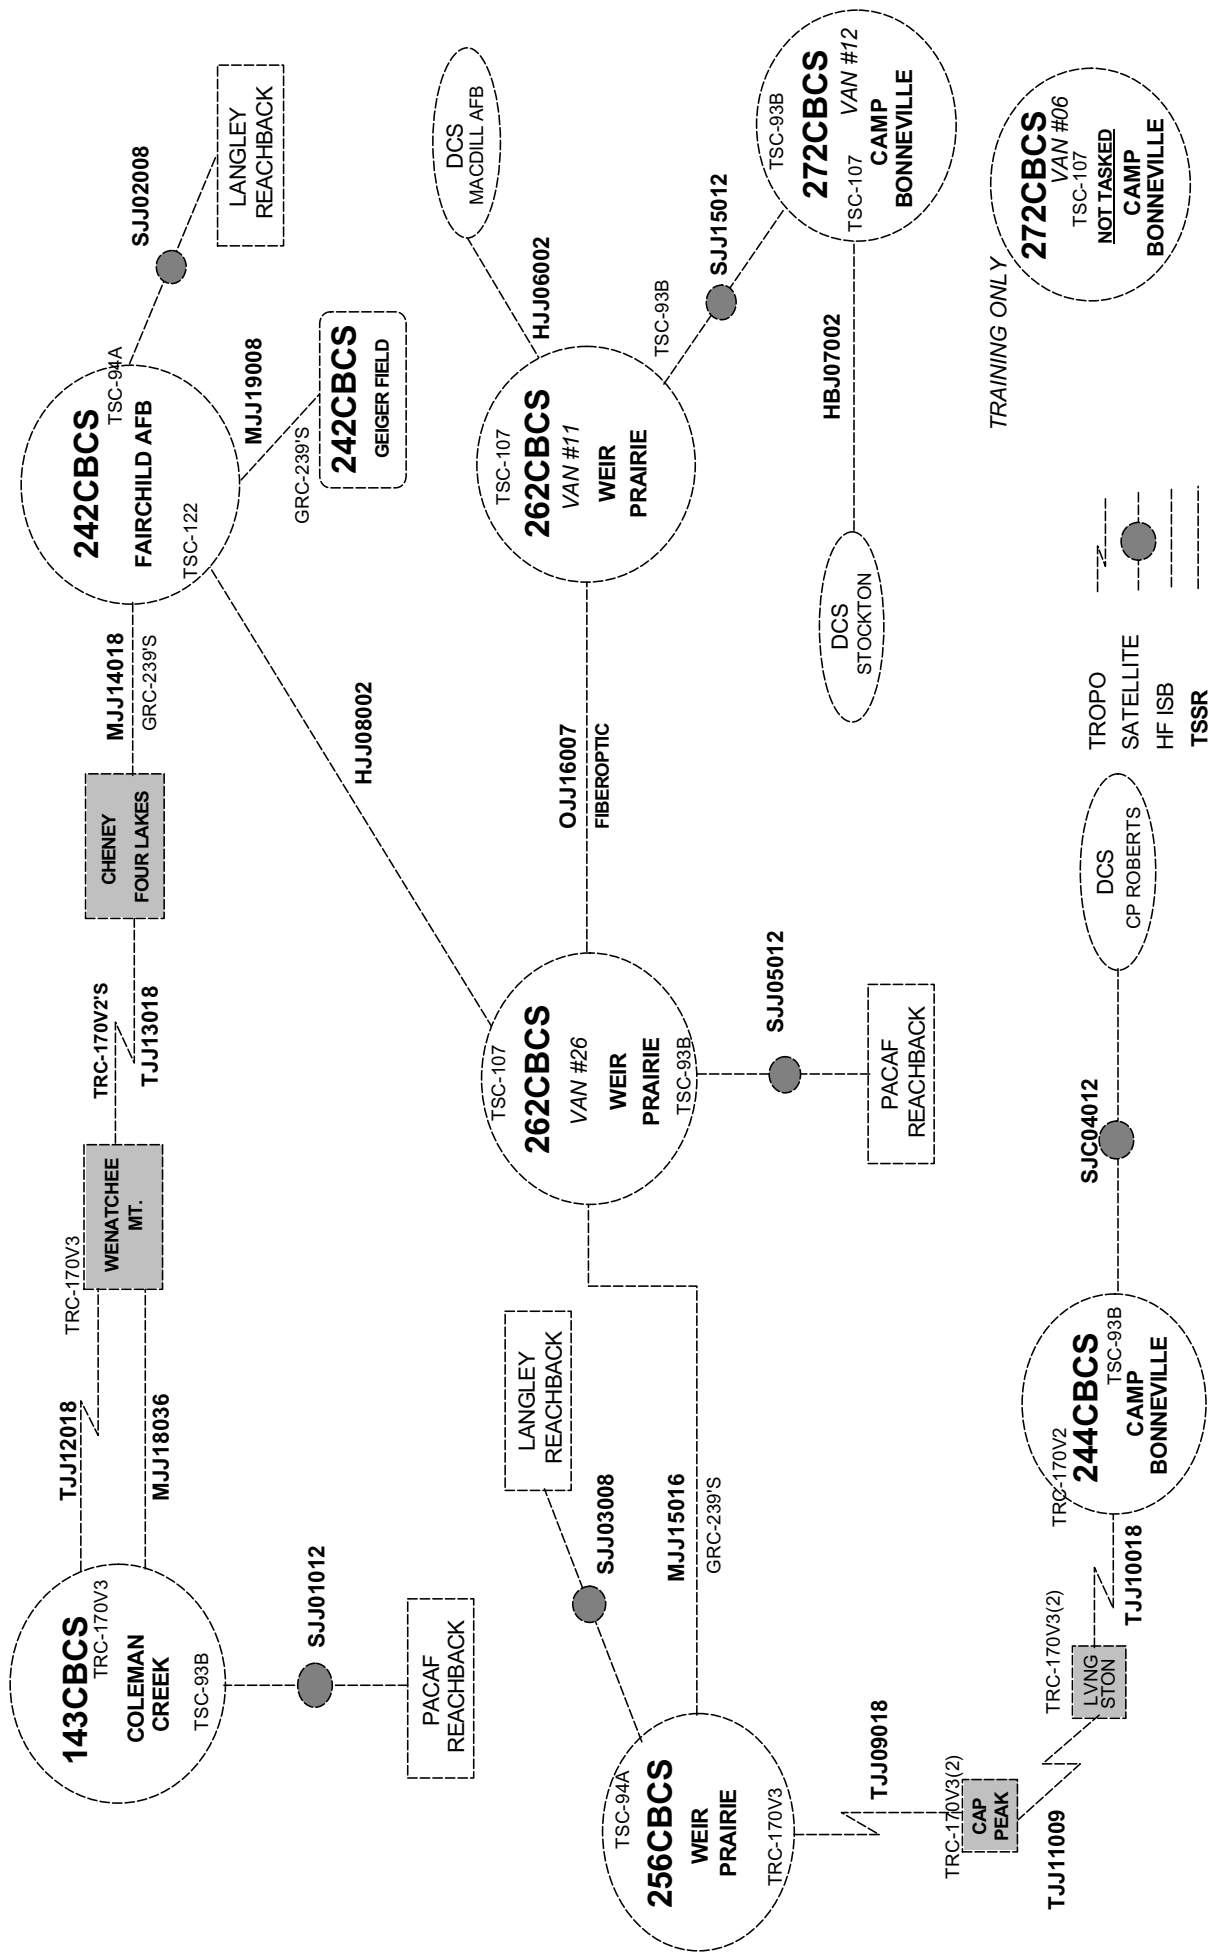 143CBCS
TRC-170V3
COLEMAN
CREEK
TSC-93B
SJJ01012
PACAF
REACHBACK
TJJ12018
MJJ18036
TRC-170V3
WENATCHEE
MT.
TRC-170V2'S
TJJ13018
CHENEY
FOUR LAKES
MJJ14018
GRC-239'S
242CBCS
TSC-94A
FAIRCHILD AFB
TSC-122
SJJ02008
LANGLEY
REACHBACK
MJJ19008
GRC-239'S
242CBCS
GEIGER FIELD
HJJ08002
LANGLEY
REACHBACK
SJJ03008
TSC-94A
256CBCS
WEIR
PRAIRIE
TRC-170V3
MJJ15016
GRC-239'S
TSC-107
262CBCS
VAN #26
WEIR
PRAIRIE
TSC-93B
SJJ05012
PACAF
REACHBACK
OJJ16007
FIBEROPTIC
TSC-107
262CBCS
VAN #11
WEIR
PRAIRIE
TSC-93B
HJJ06002
DCS
MACDILL AFB
SJJ15012
TSC-93B
272CBCS
TSC-107 VAN #12
CAMP
BONNEVILLE
HBJ07002
DCS
STOCKTON
TJJ09018
TRC-170V3(2)
CAP
PEAK
TJJ11009
TRC-170V3(2)
LVNG
STON
TJJ10018
TRC-170V2
244CBCS
TSC-93B
CAMP
BONNEVILLE
SJC04012
DCS
CP ROBERTS
TROPO
SATELLITE
HF ISB
TSSR
TRAINING ONLY
272CBCS
VAN #06
TSC-107
NOT TASKED
CAMP
BONNEVILLE